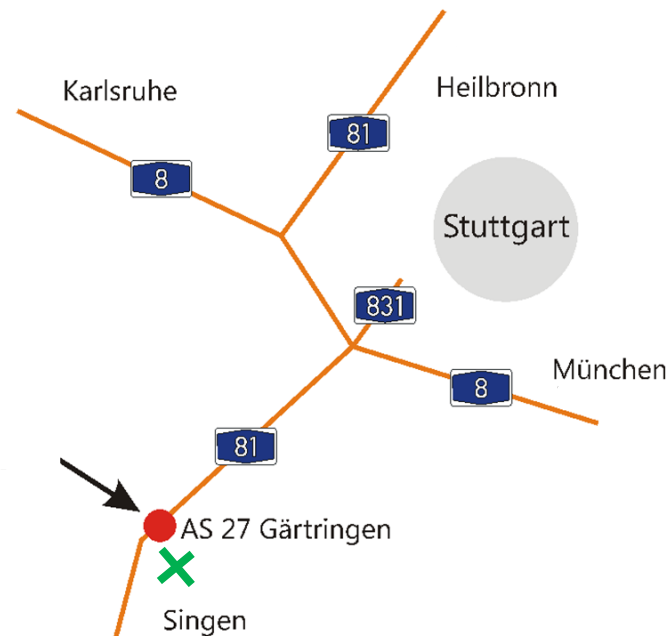 Karlsruhe
Heilbronn
81
8
Stuttgart
831
München
8
81
AS 27 Gärtringen
Singen